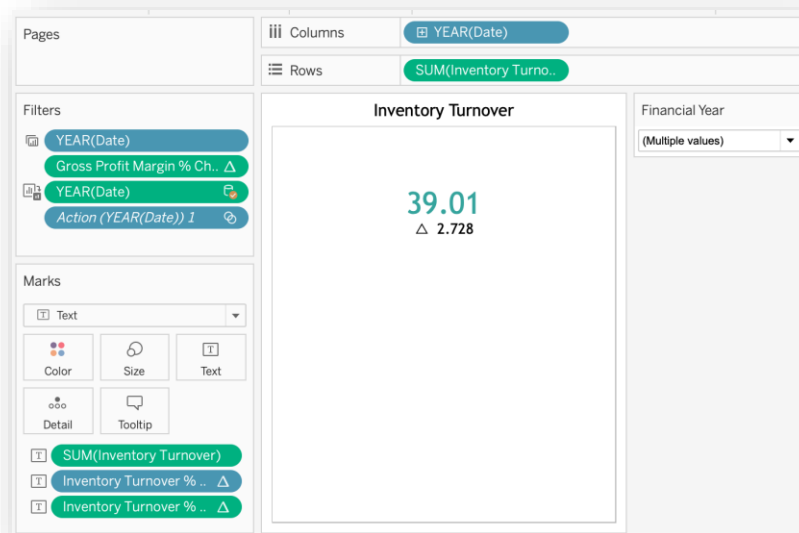 Pages
Columns
YEAR(Date)
Rows
SUM(Inventory Turno..
Filters
YEAR(Date)
Gross Profit Margin % Ch.. △
YEAR(Date)
Action (YEAR(Date)) 1
Marks
Text
Color
Size
Text
Detail
Tooltip
SUM(Inventory Turnover)
Inventory Turnover % .. △
Inventory Turnover % .. △
Inventory Turnover
39.01
△ 2.728
Financial Year
(Multiple values)